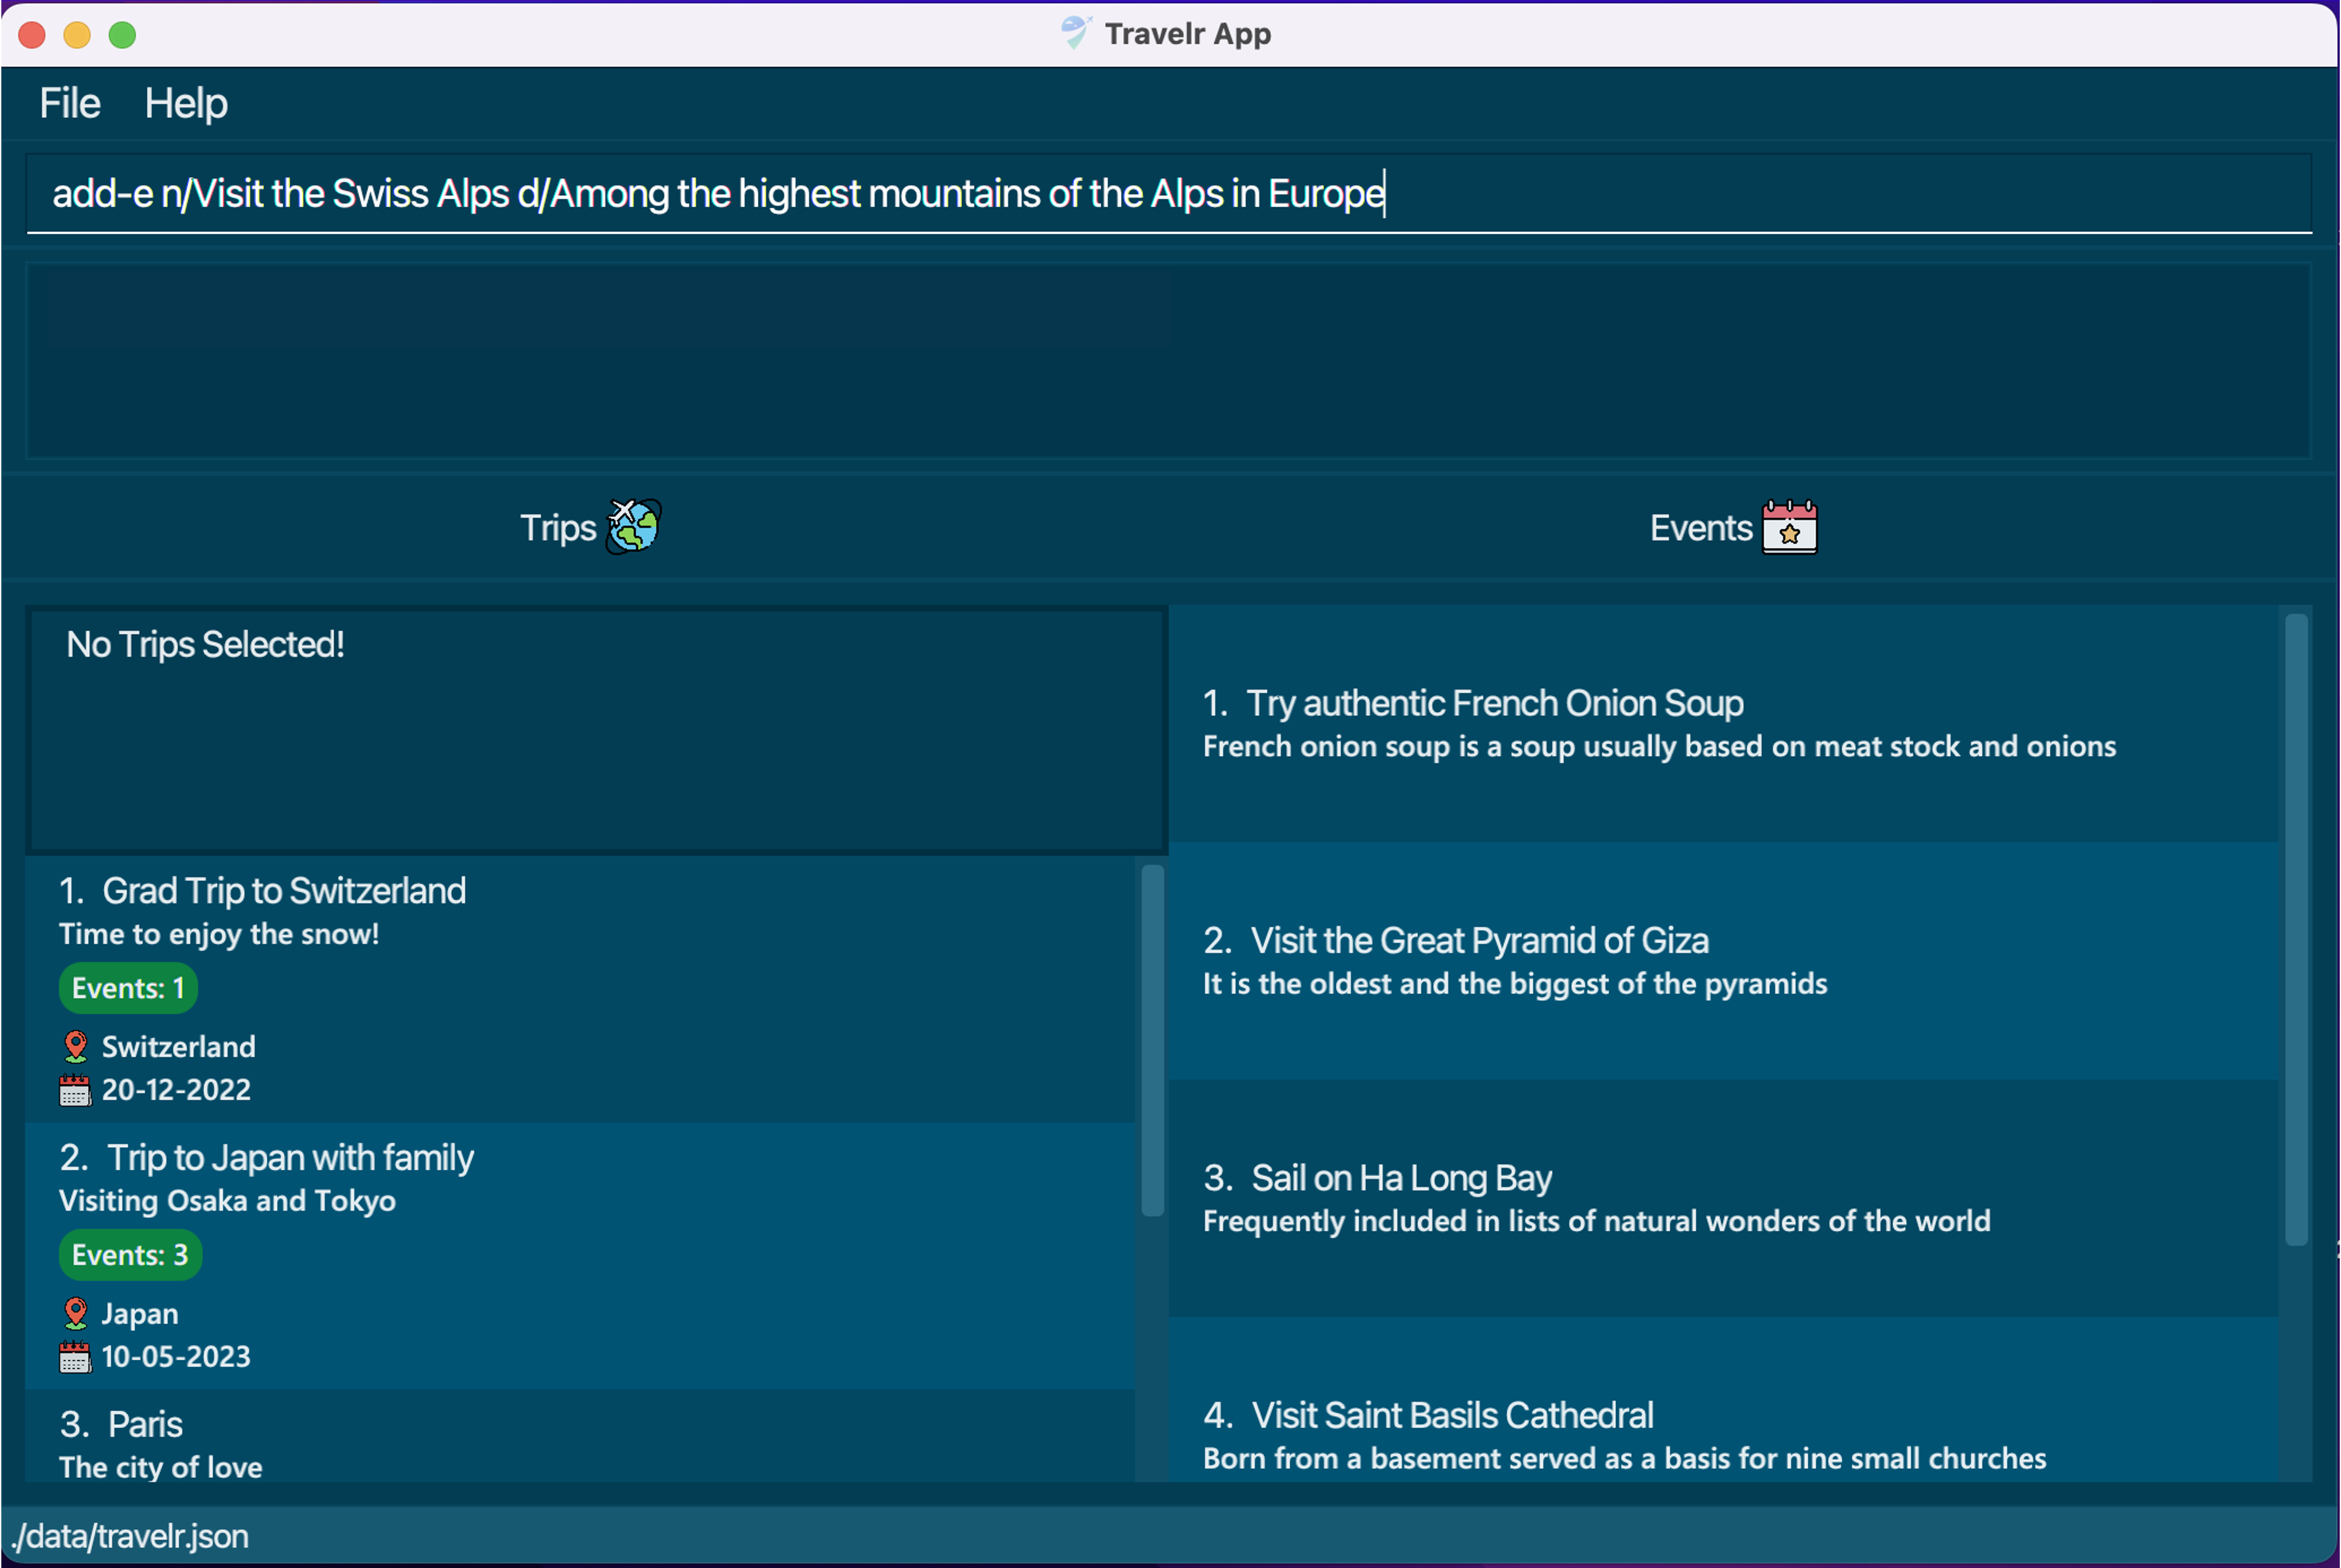 Travelr App
File Help
add-e n/Visit the Swiss Alps d/Among the highest mountains of the Alps in Europe
Trips
Events
No Trips Selected!
1. Grad Trip to Switzerland
Time to enjoy the snow!
Events: 1
Switzerland
20-12-2022
2. Trip to Japan with family
Visiting Osaka and Tokyo
Events: 3
Japan
10-05-2023
3. Paris
The city of love
1. Try authentic French Onion Soup
French onion soup is a soup usually based on meat stock and onions
2. Visit the Great Pyramid of Giza
It is the oldest and the biggest of the pyramids
3. Sail on Ha Long Bay
Frequently included in lists of natural wonders of the world
4. Visit Saint Basils Cathedral
Born from a basement served as a basis for nine small churches
./data/travelr.json